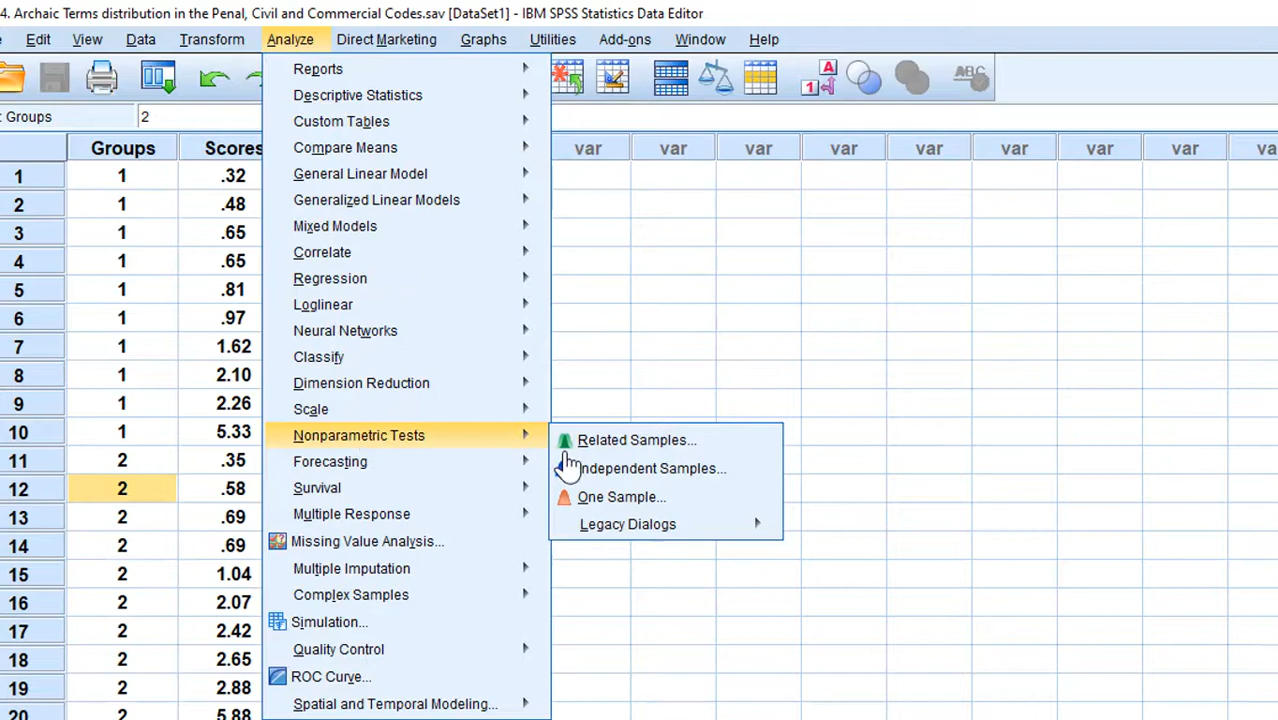 4. Archaic Terms distribution in the Penal, Civil and Commercial Codes.sav [DataSet1] - IBM SPSS Statistics Data Editor
Edit View Data Transform Analyze Direct Marketing Graphs Utilities Add-ons Window Help
A
1
ABC
Groups 2
Groups Scores var var var var var var var var va
1 1 .32
2 1 .48
3 1 .65
4 1 .65
5 1 .81
6 1 .97
7 1 1.62
8 1 2.10
9 1 2.26
10 1 5.33
11 2 .35
12 2 .58
13 2 .69
14 2 .69
15 2 1.04
16 2 2.07
17 2 2.42
18 2 2.65
19 2 2.88
20 2 5.88
Reports
Descriptive Statistics
Custom Tables
Compare Means
General Linear Model
Generalized Linear Models
Mixed Models
Correlate
Regression
Loglinear
Neural Networks
Classify
Dimension Reduction
Scale
Nonparametric Tests
Forecasting
Survival
Multiple Response
Missing Value Analysis...
Multiple Imputation
Complex Samples
Simulation...
Quality Control
ROC Curve...
Spatial and Temporal Modeling...
Related Samples...
Independent Samples...
One Sample...
Legacy Dialogs